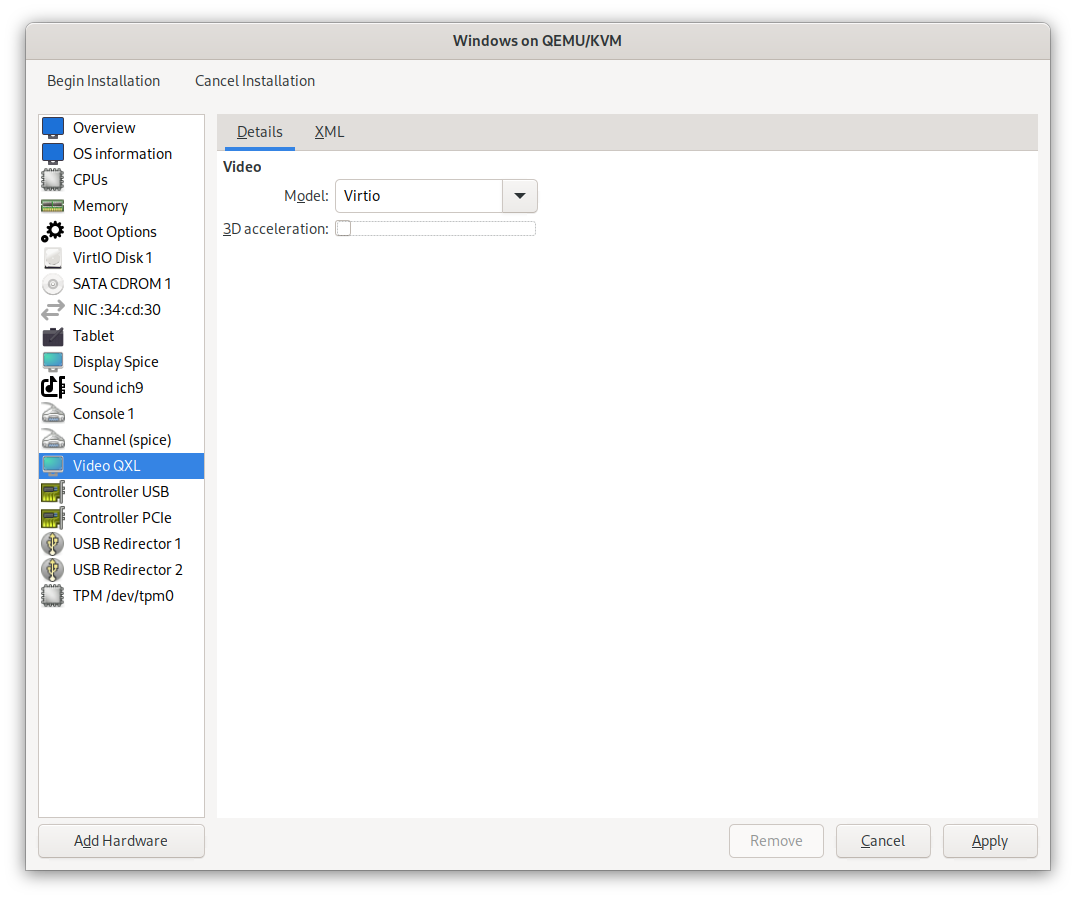 Windows on QEMU/KVM
Begin Installation Cancel Installation
Overview
OS information
CPUs
Memory
Boot Options
VirtIO Disk 1
SATA CDROM 1
NIC :34:cd:30
Tablet
Display Spice
Sound ich9
Console 1
Channel (spice)
Video QXL
Controller USB
Controller PCIe
USB Redirector 1
USB Redirector 2
TPM /dev/tpm0
Add Hardware
Details XML
Video
Model: Virtio
3D acceleration:
Remove Cancel Apply